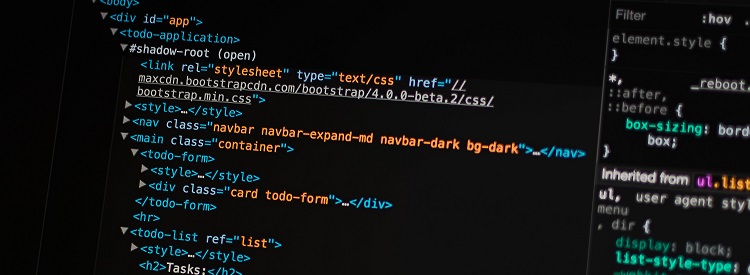 <body>
▼<div id="app">
▼<todo-application>
▼#shadow-root (open)
<link rel="stylesheet" type="text/css" href="//
maxcdn.bootstrapcdn.com/bootstrap/4.0.0-beta.2/css/
bootstrap.min.css">
▶<style>…</style>
▶<nav class="navbar navbar-expand-md navbar-dark bg-dark">…</nav>
▼<main class="container">
▼<todo-form>
▶<style>…</style>
▶<div class="card todo-form">…</div>
</todo-form>
<hr>
▼<todo-list ref="list">
▶<style>…</style>
<h2>Tasks:</h2>
Filter :hov
element.style {
}
*, _reboot.
::after,
::before {
box-sizing: bord
box;
}
Inherited from ul.list
ul, user agent styl
menu
, dir {
display: block;
list-style-type: